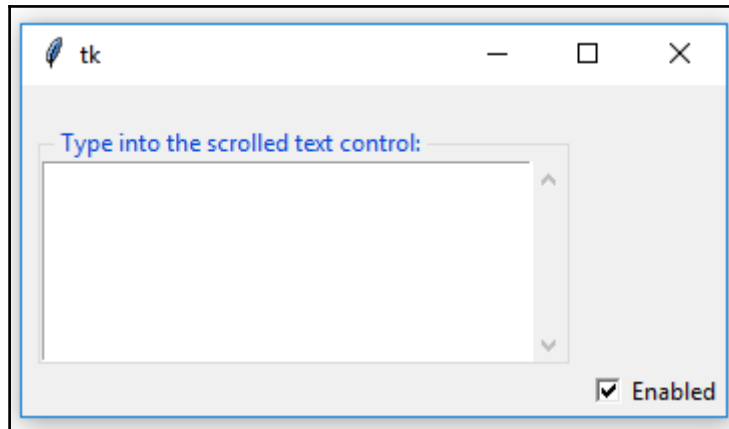 tk
Type into the scrolled text control:
Enabled